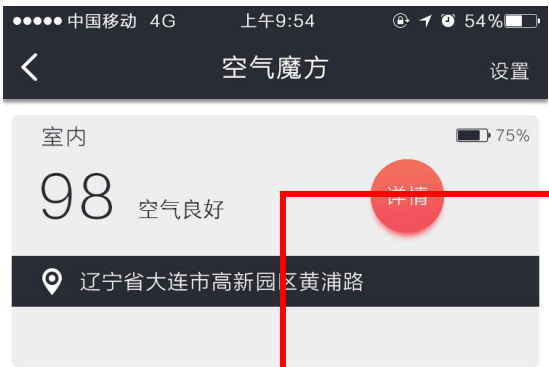 中国移动 4G 上午9:54 54%
空气魔方 设置
室内 75%
98 空气良好 详情
辽宁省大连市高新园区黄浦路